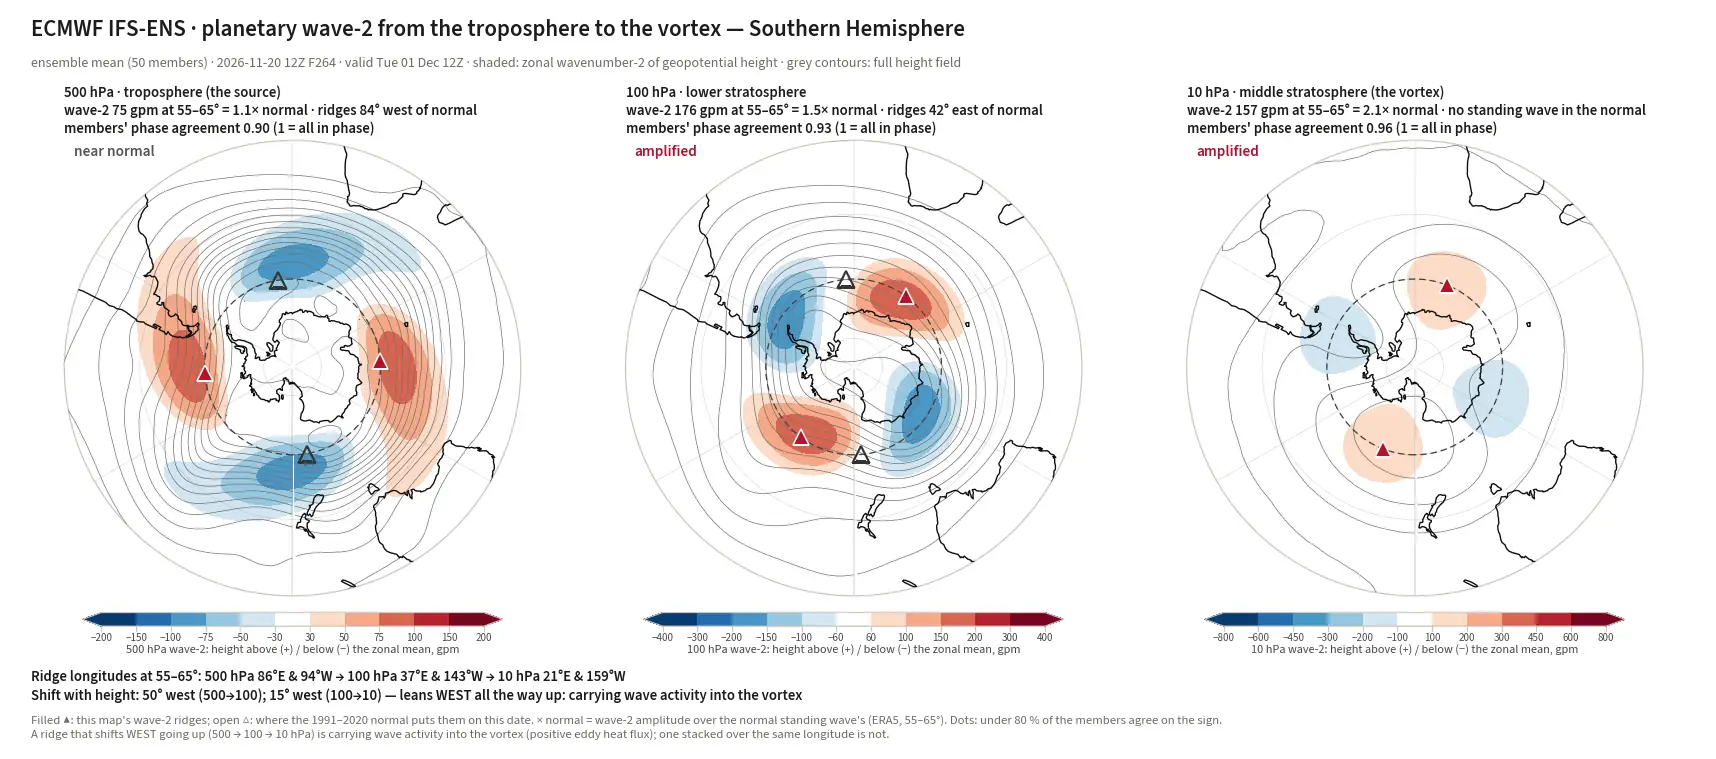 ECMWF IFS-ENS · planetary wave-2 from the troposphere to the vortex — Southern Hemisphere
ensemble mean (50 members) · 2026-11-20 12Z F264 · valid Tue 01 Dec 12Z · shaded: zonal wavenumber-2 of geopotential height · grey contours: full height field
500 hPa · troposphere (the source)
wave-2 75 gpm at 55–65° = 1.1× normal · ridges 84° west of normal
members' phase agreement 0.90 (1 = all in phase)
near normal
100 hPa · lower stratosphere
wave-2 176 gpm at 55–65° = 1.5× normal · ridges 42° east of normal
members' phase agreement 0.93 (1 = all in phase)
amplified
10 hPa · middle stratosphere (the vortex)
wave-2 157 gpm at 55–65° = 2.1× normal · no standing wave in the normal
members' phase agreement 0.96 (1 = all in phase)
amplified
−200 −150 −100 −75 −50 −30 30 50 75 100 150 200
500 hPa wave-2: height above (+) / below (−) the zonal mean, gpm
−400 −300 −200 −150 −100 −60 60 100 150 200 300 400
100 hPa wave-2: height above (+) / below (−) the zonal mean, gpm
−800 −600 −450 −300 −200 −100 100 200 300 450 600 800
10 hPa wave-2: height above (+) / below (−) the zonal mean, gpm
Ridge longitudes at 55–65°: 500 hPa 86°E & 94°W → 100 hPa 37°E & 143°W → 10 hPa 21°E & 159°W
Shift with height: 50° west (500→100); 15° west (100→10) — leans WEST all the way up: carrying wave activity into the vortex
Filled ▲: this map's wave-2 ridges; open △: where the 1991–2020 normal puts them on this date. × normal = wave-2 amplitude over the normal standing wave's (ERA5, 55–65°). Dots: under 80 % of the members agree on the sign.
A ridge that shifts WEST going up (500 → 100 → 10 hPa) is carrying wave activity into the vortex (positive eddy heat flux); one stacked over the same longitude is not.